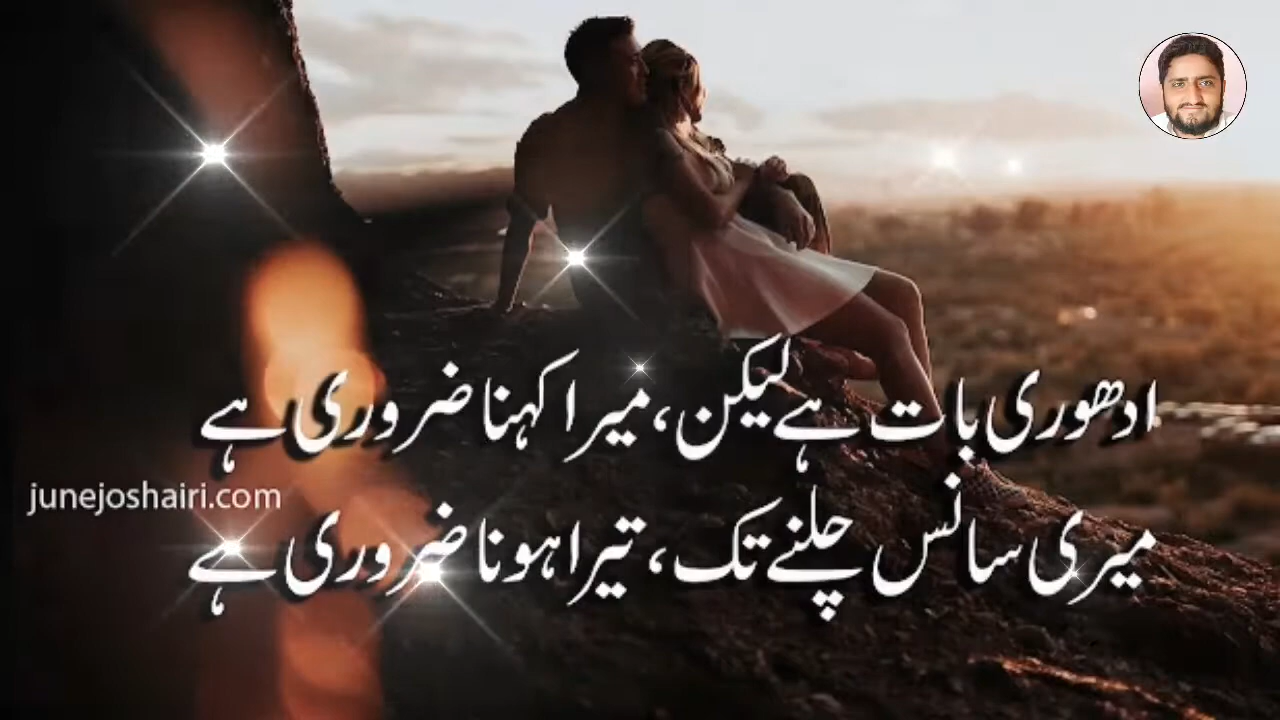 ادھوری بات ہے لیکن، میرا کہنا ضروری ہے
junejoshairi.com
میری سانس چلنے تک، تیرا ہونا ضروری ہے